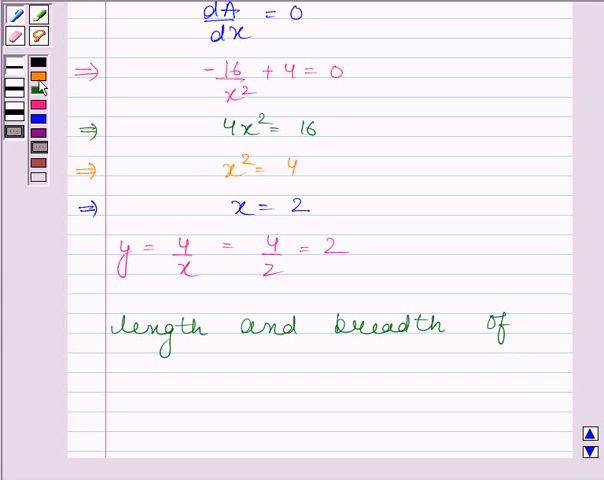 dA/dx = 0
⇒ -16/x² + 4 = 0
⇒ 4x² = 16
⇒ x² = 4
⇒ x = 2
y = 4/x = 4/2 = 2
length and breadth of